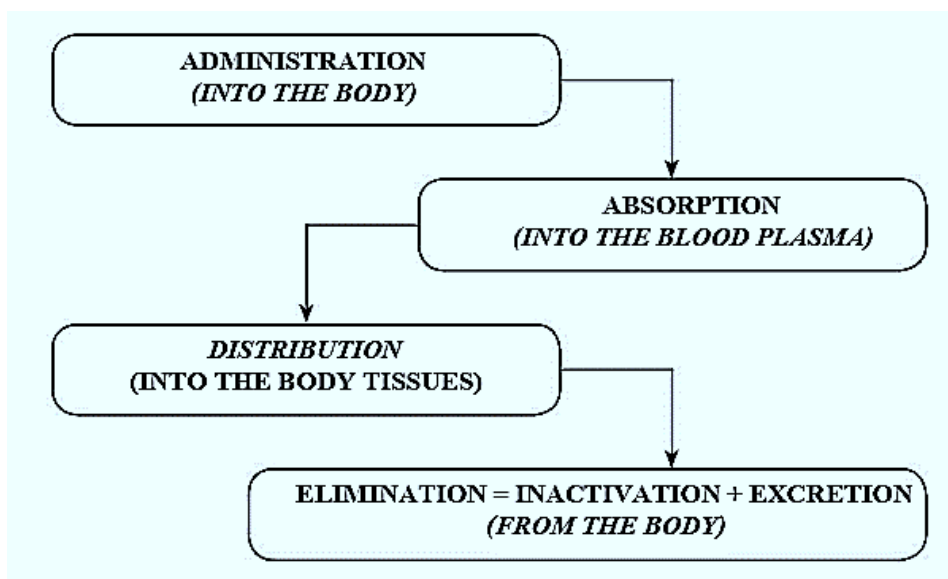 ADMINISTRATION
(INTO THE BODY)
ABSORPTION
(INTO THE BLOOD PLASMA)
DISTRIBUTION
(INTO THE BODY TISSUES)
ELIMINATION = INACTIVATION + EXCRETION
(FROM THE BODY)